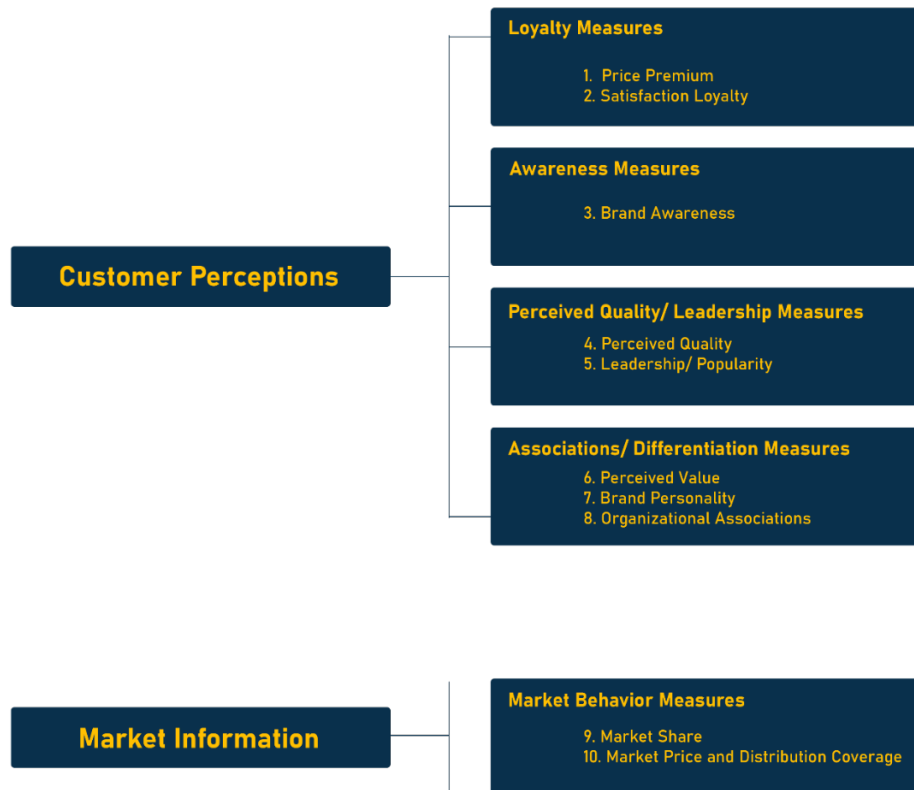 Loyalty Measures
1. Price Premium
2. Satisfaction Loyalty
Awareness Measures
3. Brand Awareness
Customer Perceptions
Perceived Quality/ Leadership Measures
4. Perceived Quality
5. Leadership/ Popularity
Associations/ Differentiation Measures
6. Perceived Value
7. Brand Personality
8. Organizational Associations
Market Information
Market Behavior Measures
9. Market Share
10. Market Price and Distribution Coverage